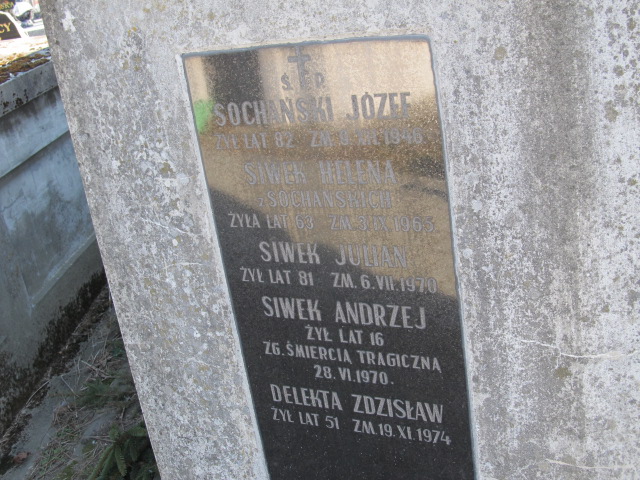 Ś P
SOCHAŃSKI JÓZEF
ŻYŁ LAT 82 ZM. 1946
SIWEK HELENA
z SOCHAŃSKICH
ŻYŁA LAT 63 ZM. 3.IX.1965
SIWEK JULIAN
ŻYŁ LAT 81 ZM. 6.VII.1970
SIWEK ANDRZEJ
ŻYŁ LAT 16
ZG. ŚMIERCIĄ TRAGICZNĄ
28.VI.1970.
DELEKTA ZDZISŁAW
ŻYŁ LAT 51 ZM. 19.XI.1974